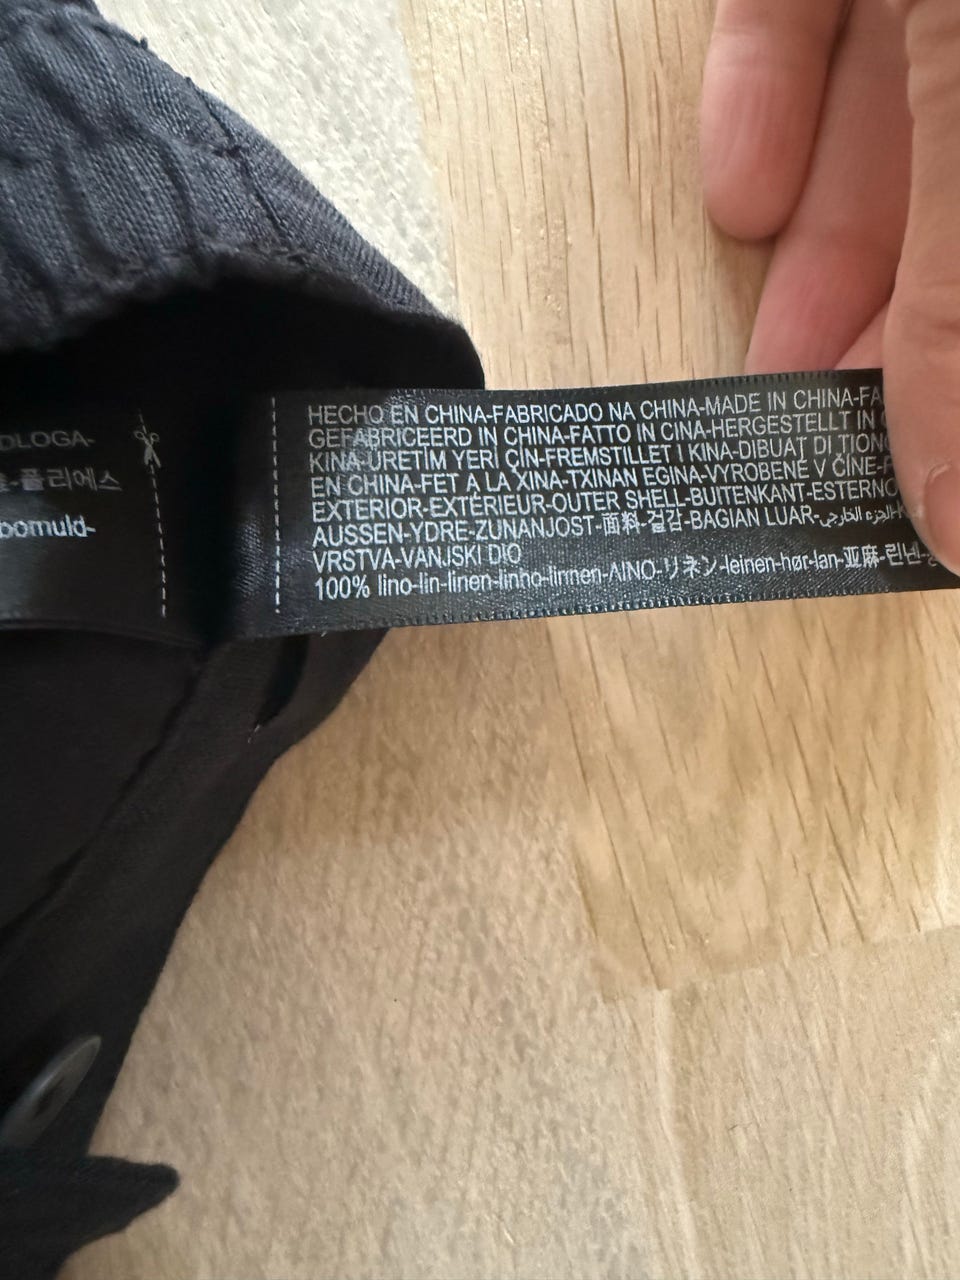 DLOGA-
폴리에스
bomuld-
HECHO EN CHINA-FABRICADO NA CHINA-MADE IN CHINA-FA
GEFABRICEERD IN CHINA-FATTO IN CINA-HERGESTELLT IN
KINA-ÜRETİM YERİ ÇİN-FREMSTILLET I KINA-DIBUAT DI TION
EN CHINA-FET A LA XINA-TXINAN EGINA-VYROBENÉ V ČÍNE-
EXTERIOR-EXTÉRIEUR-OUTER SHELL-BUITENKANT-ESTERNO
AUSSEN-YDRE-ZUNANJOST-面料-겉감-BAGIAN LUAR-الجزء الخارجي-
VRSTVA-VANJSKI DIO
100% lino-lin-linen-linho-linnen-ΛΙΝΟ-リネン-leinen-hør-lan-亚麻-린넨-